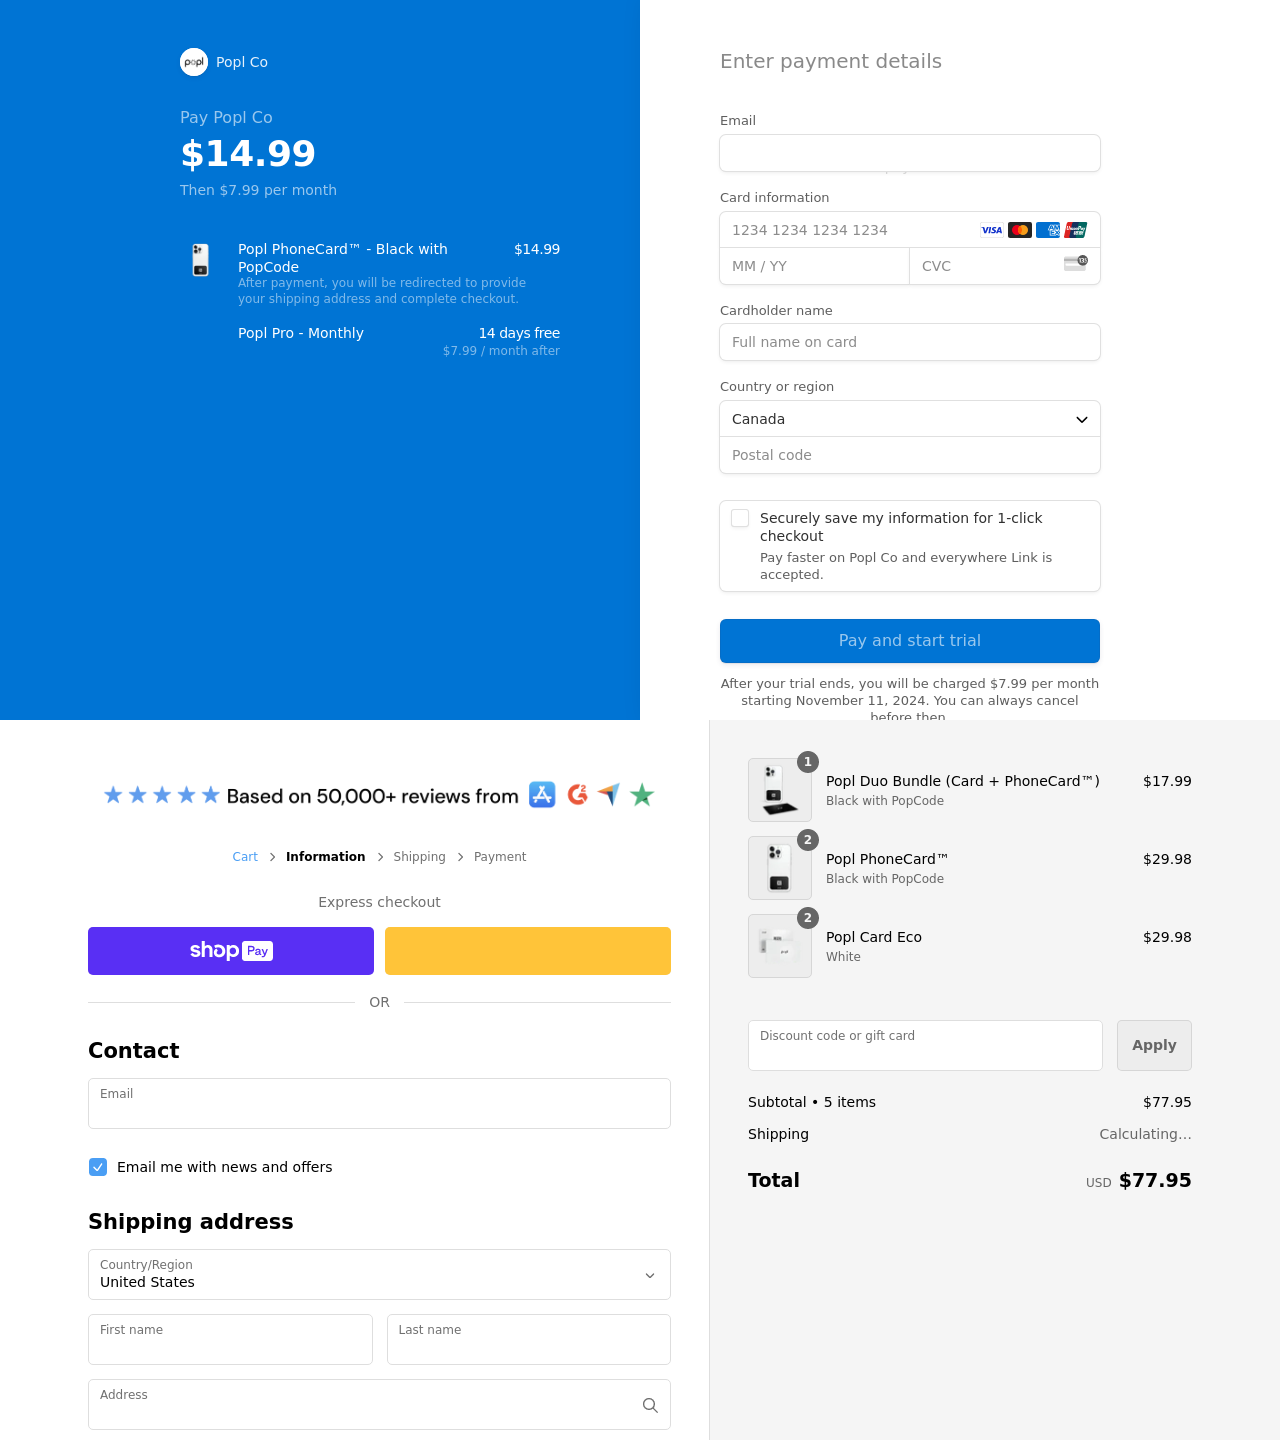 popl Popl Co
Pay Popl Co
$14.99
Then $7.99 per month
Popl PhoneCard™ - Black with PopCode
$14.99
After payment, you will be redirected to provide
your shipping address and complete checkout.
Popl Pro - Monthly
14 days free
$7.99 / month after
Enter payment details
Email
Card information
1234 1234 1234 1234
VISA
AMEX
UnionPay
MM / YY
CVC
135
Cardholder name
Full name on card
Country or region
Canada
Postal code
Securely save my information for 1-click
checkout
Pay faster on Popl Co and everywhere Link is
accepted.
Pay and start trial
After your trial ends, you will be charged $7.99 per month
starting November 11, 2024. You can always cancel
before then.
Based on 50,000+ reviews from
Cart > Information > Shipping > Payment
Express checkout
shop Pay
OR
Contact
Email
Email me with news and offers
Shipping address
Country/Region
United States
First name
Last name
Address
1
Popl Duo Bundle (Card + PhoneCard™)
$17.99
Black with PopCode
2
Popl PhoneCard™
$29.98
Black with PopCode
2
Popl Card Eco
$29.98
White
Discount code or gift card
Apply
Subtotal • 5 items
$77.95
Shipping
Calculating...
Total
USD $77.95